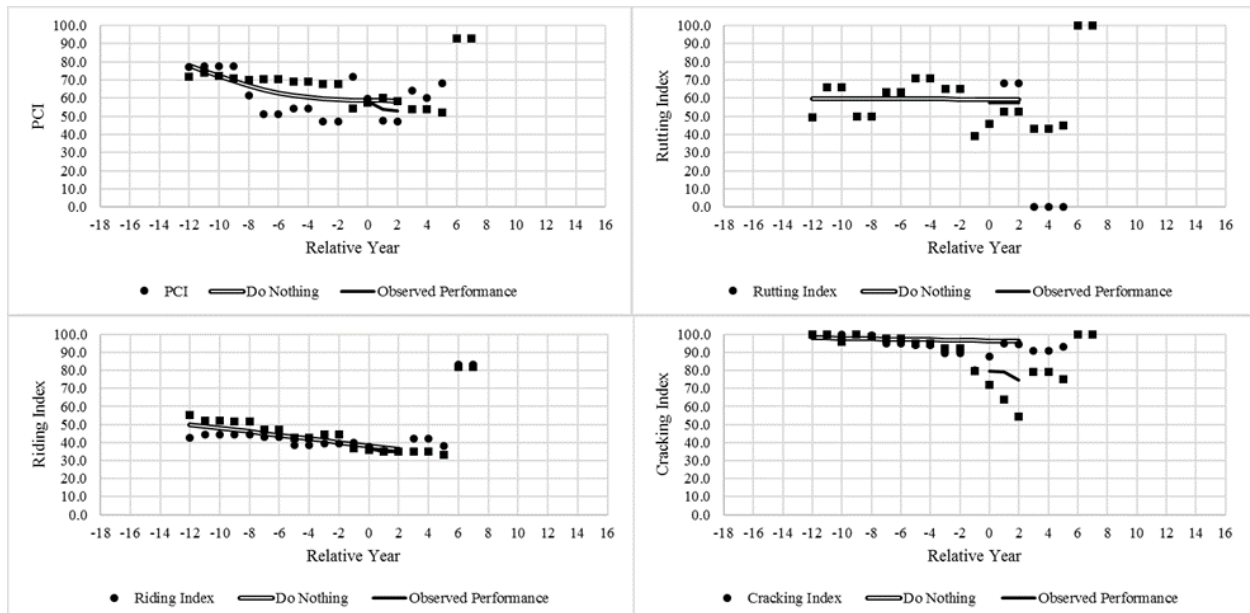 PCI
100.0
90.0
80.0
70.0
60.0
50.0
40.0
30.0
20.0
10.0
0.0
-18 -16 -14 -12 -10 -8 -6 -4 -2 0 2 4 6 8 10 12 14 16
Relative Year
PCI Do Nothing Observed Performance
Rutting Index
100.0
90.0
80.0
70.0
60.0
50.0
40.0
30.0
20.0
10.0
0.0
-18 -16 -14 -12 -10 -8 -6 -4 -2 0 2 4 6 8 10 12 14 16
Relative Year
Rutting Index Do Nothing Observed Performance
Riding Index
100.0
90.0
80.0
70.0
60.0
50.0
40.0
30.0
20.0
10.0
0.0
-18 -16 -14 -12 -10 -8 -6 -4 -2 0 2 4 6 8 10 12 14 16
Relative Year
Riding Index Do Nothing Observed Performance
Cracking Index
100.0
90.0
80.0
70.0
60.0
50.0
40.0
30.0
20.0
10.0
0.0
-18 -16 -14 -12 -10 -8 -6 -4 -2 0 2 4 6 8 10 12 14 16
Relative Year
Cracking Index Do Nothing Observed Performance